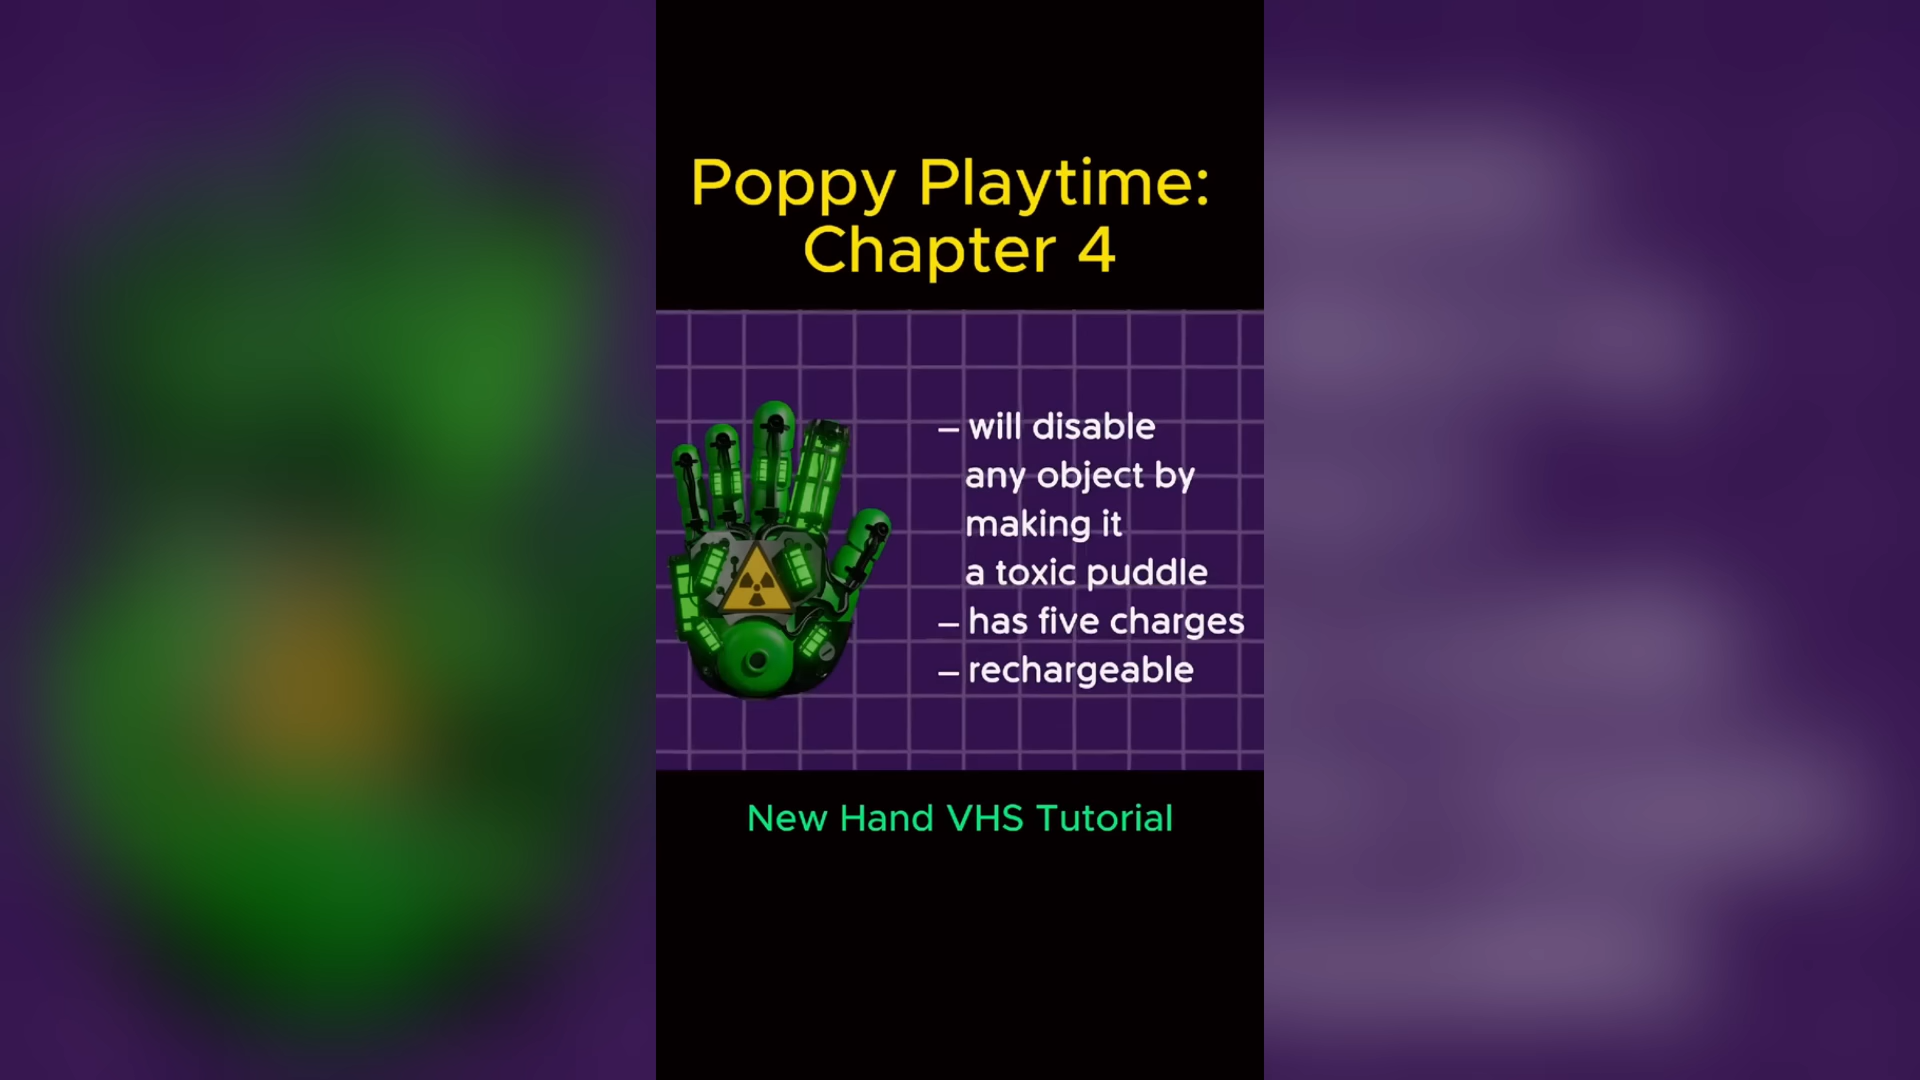 Poppy Playtime:
Chapter 4
– will disable
any object by
making it
a toxic puddle
– has five charges
– rechargeable
New Hand VHS Tutorial